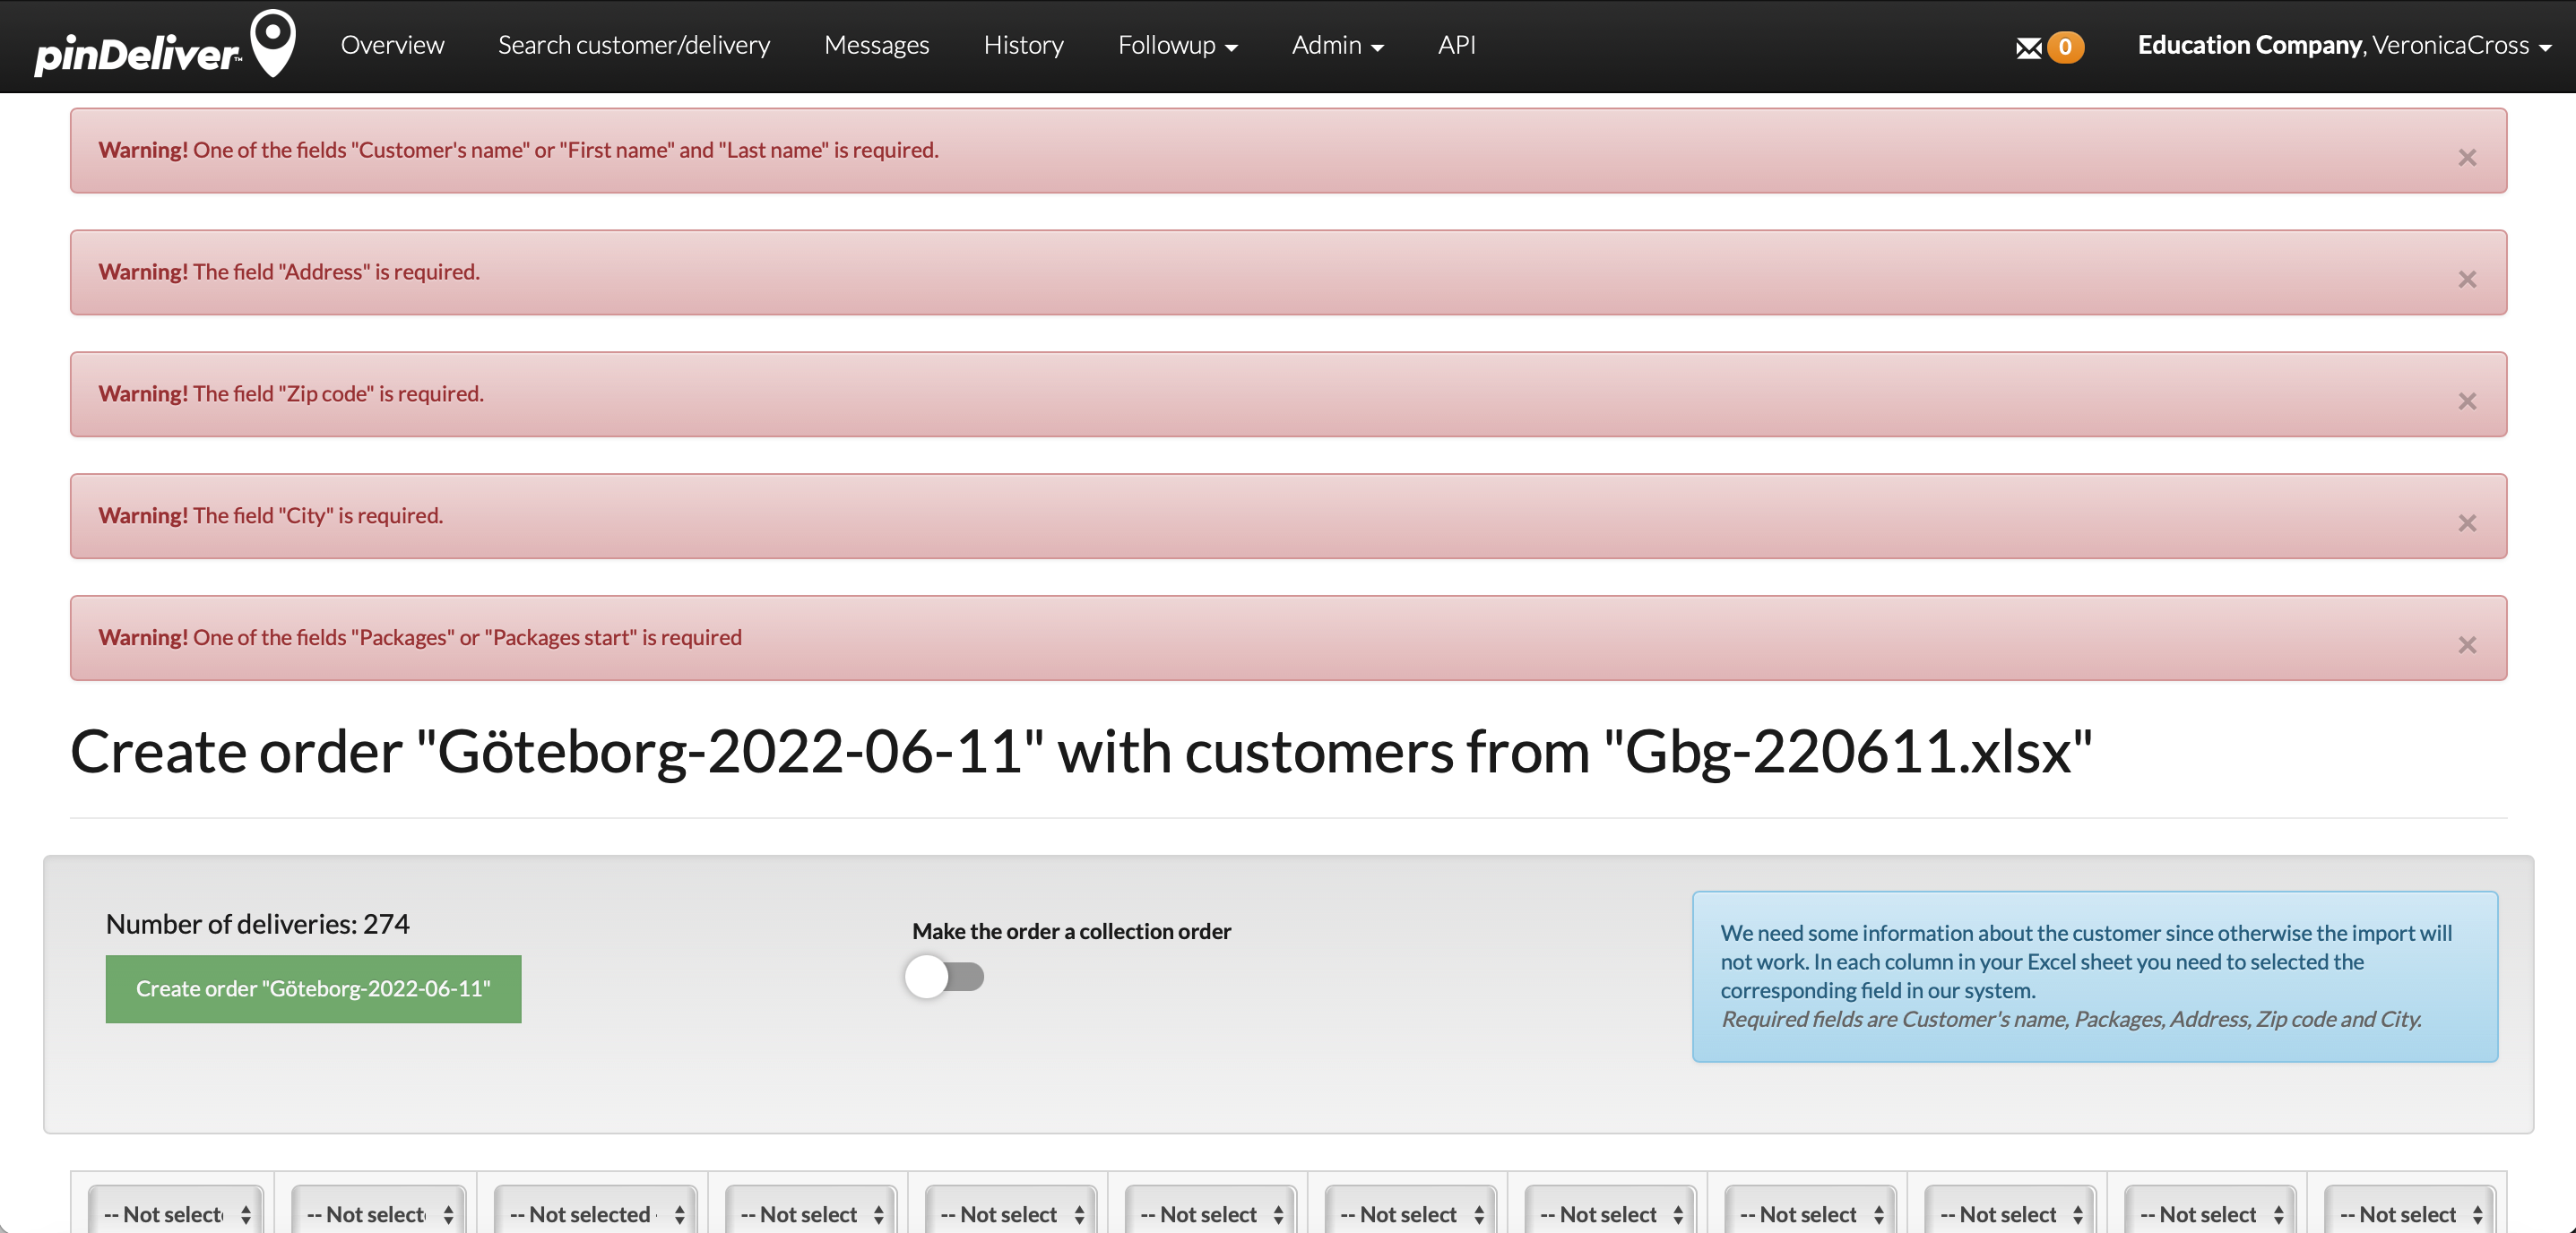 pinDeliver™ Overview Search customer/delivery Messages History Followup Admin API 0 Education Company, VeronicaCross
Warning! One of the fields "Customer's name" or "First name" and "Last name" is required. ×
Warning! The field "Address" is required. ×
Warning! The field "Zip code" is required. ×
Warning! The field "City" is required. ×
Warning! One of the fields "Packages" or "Packages start" is required ×
Create order "Göteborg-2022-06-11" with customers from "Gbg-220611.xlsx"
Number of deliveries: 274
Create order "Göteborg-2022-06-11"
Make the order a collection order
We need some information about the customer since otherwise the import will
not work. In each column in your Excel sheet you need to selected the
corresponding field in our system.
Required fields are Customer's name, Packages, Address, Zip code and City.
-- Not select -- Not select -- Not selected -- Not select -- Not select -- Not select -- Not select -- Not select -- Not select -- Not select -- Not select -- Not select